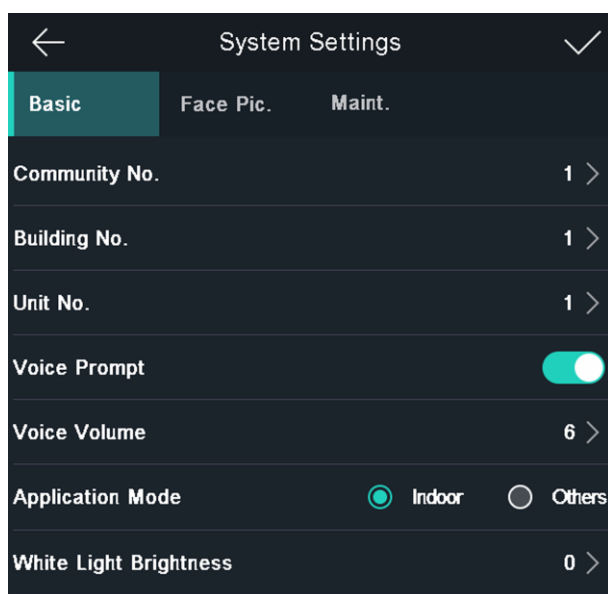 System Settings
Basic Face Pic. Maint.
Community No. 1
Building No. 1
Unit No. 1
Voice Prompt
Voice Volume 6
Application Mode Indoor Others
White Light Brightness 0